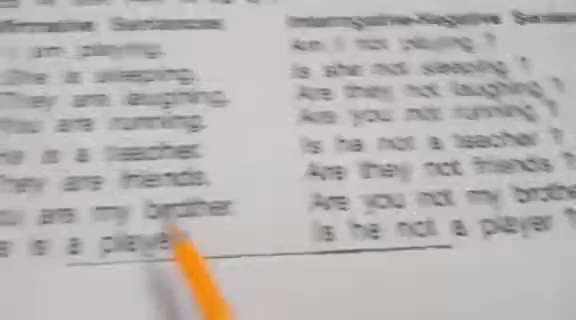 Affirmative Sentences Interrogative-Negative Sentences
I am playing. Am I not playing ?
She is sleeping. Is she not sleeping ?
They are laughing. Are they not laughing ?
You are running. Are you not running ?
He is a teacher. Is he not a teacher ?
They are friends. Are they not friends ?
are my brother Are you not my brother
is a player Is he not a player ?